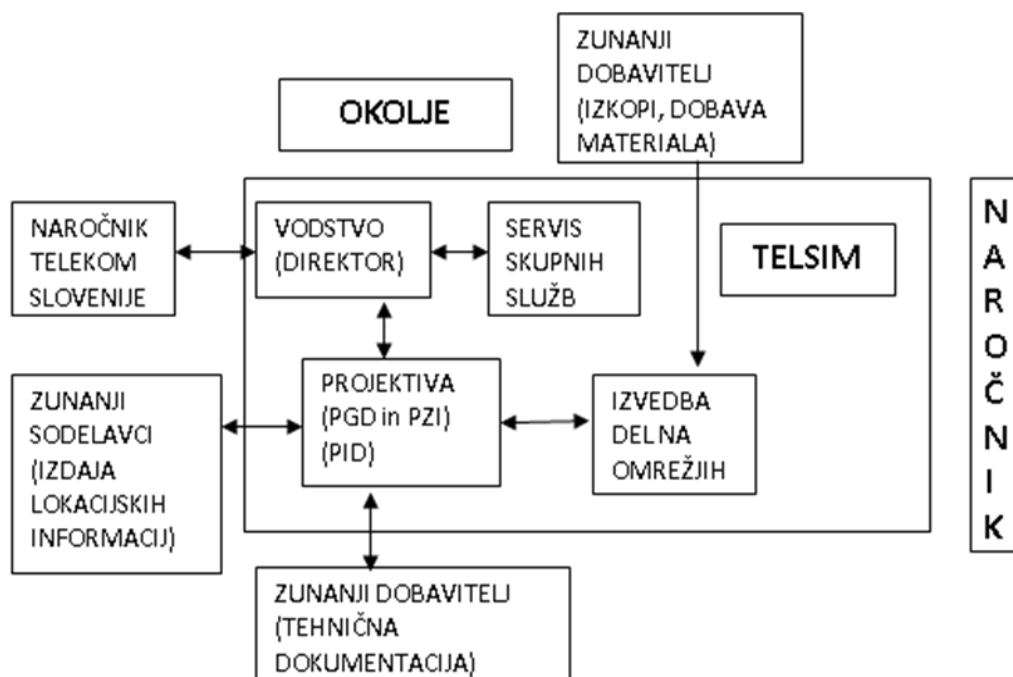 ZUNANJI
DOBAVITELJ
(IZKOPI, DOBAVA
MATERIALA)
OKOLJE
NAROČNIK
TELEKOM
SLOVENIJE
VODSTVO
(DIREKTOR)
SERVIS
SKUPNIH
SLUŽB
TELSIM
N
A
R
O
Č
N
I
K
ZUNANJI
SODELAVCI
(IZDAJA
LOKACIJSKIH
INFORMACIJ)
PROJEKTIVA
(PGD in PZI)
(PID)
IZVEDBA
DEL NA
OMREŽJIH
ZUNANJI DOBAVITELJ
(TEHNIČNA
DOKUMENTACIJA)